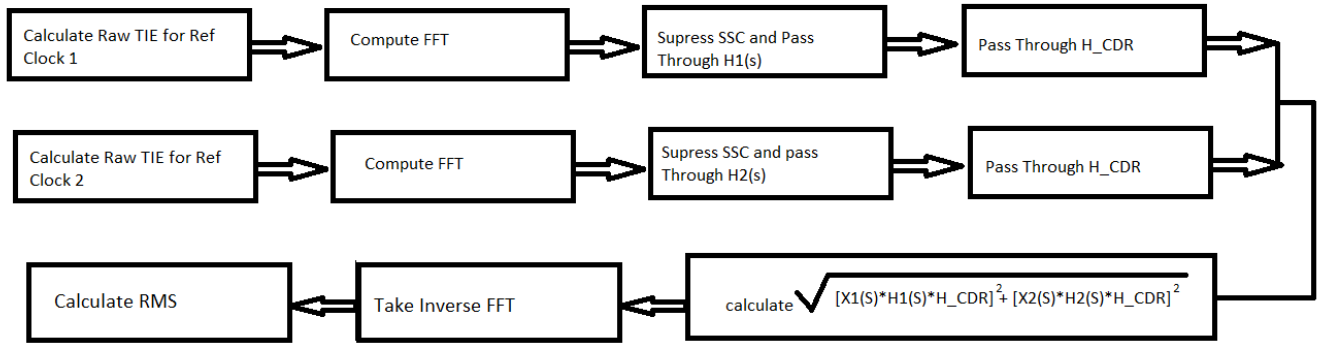 Calculate Raw TIE for Ref
Clock 1
Compute FFT
Supress SSC and Pass
Through H1(s)
Pass Through H_CDR
Calculate Raw TIE for Ref
Clock 2
Compute FFT
Supress SSC and pass
Through H2(s)
Pass Through H_CDR
calculate √[X1(S)*H1(S)*H_CDR]²+ [X2(S)*H2(S)*H_CDR]²
Take Inverse FFT
Calculate RMS